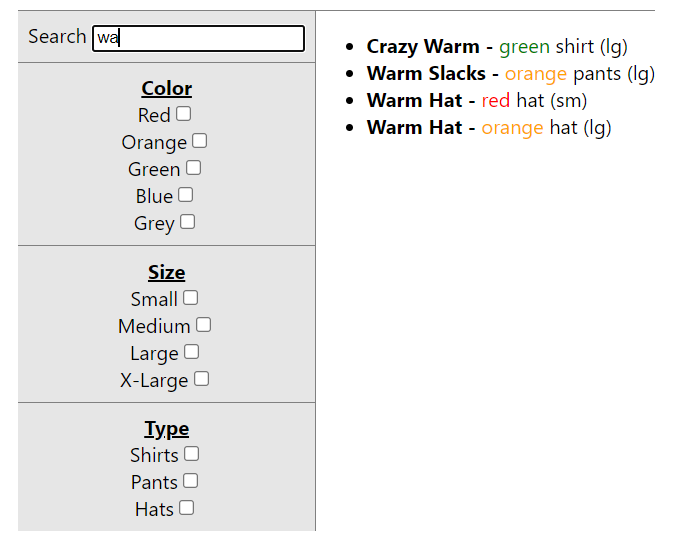 Search wa
Color
Red
Orange
Green
Blue
Grey
Size
Small
Medium
Large
X-Large
Type
Shirts
Pants
Hats
Crazy Warm - green shirt (lg)
Warm Slacks - orange pants (lg)
Warm Hat - red hat (sm)
Warm Hat - orange hat (lg)